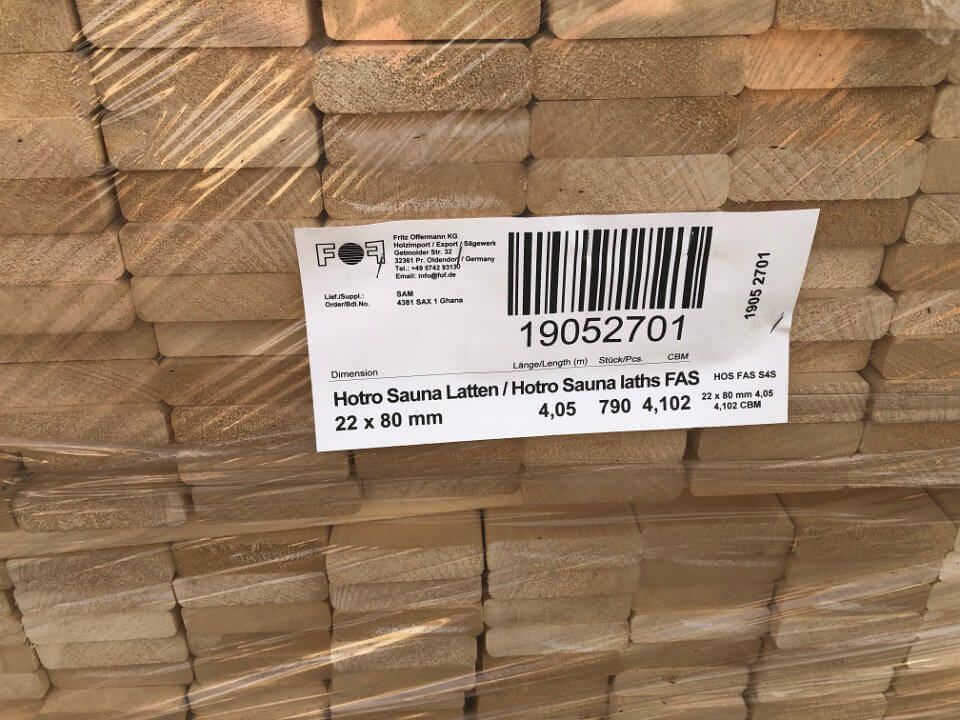 FOF
Fritz Offermann KG
Holzimport / Export / Sägewerk
Getmolder Str. 32
32361 Pr. Oldendorf / Germany
Tel.: +49 5742 93130
Email: info@fof.de
Lief./Suppl.: SAM
Order/Bdl.No. 4381 SAX 1 Ghana
19052701
1905 2701
Dimension Länge/Length (m) Stück/Pcs. CBM
Hotro Sauna Latten / Hotro Sauna laths FAS HOS FAS S4S
22 x 80 mm 4,05 790 4,102 22 x 80 mm 4,05
4,102 CBM